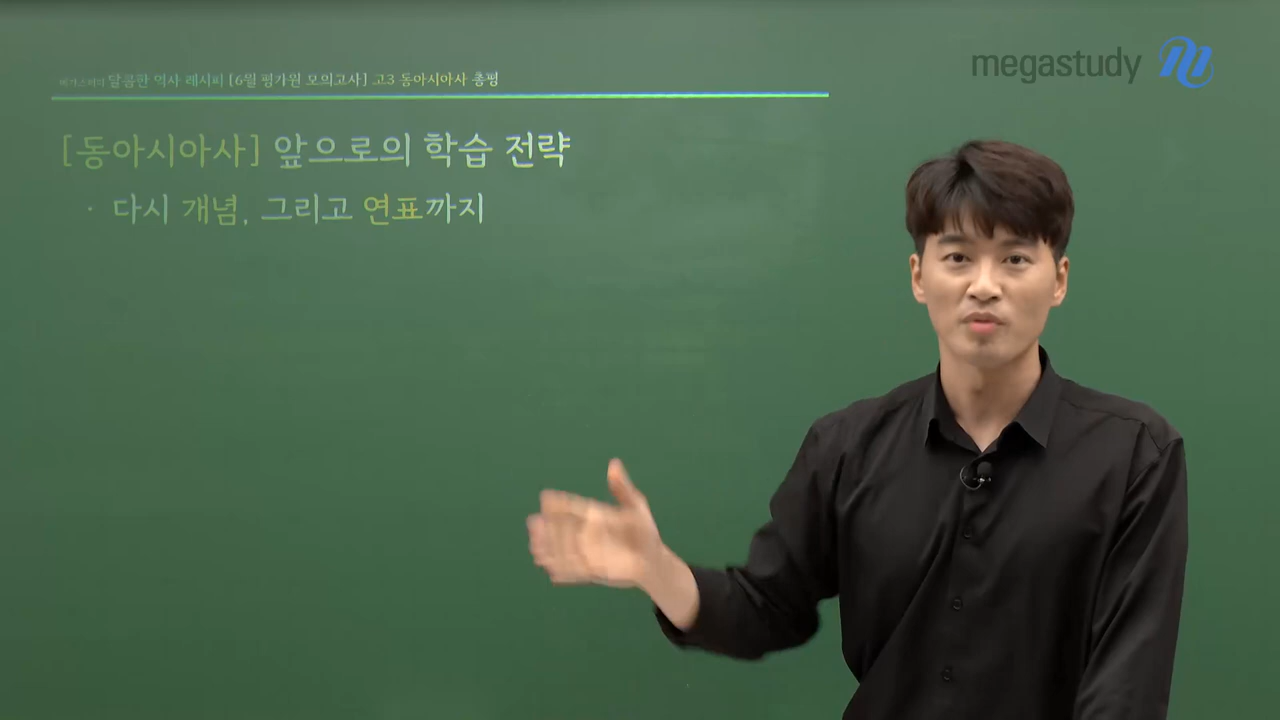 메가스터디 달콤한 역사 레시피 [6월 평가원 모의고사] 고3 동아시아사 총평
megastudy
[동아시아사] 앞으로의 학습 전략
· 다시 개념, 그리고 연표까지